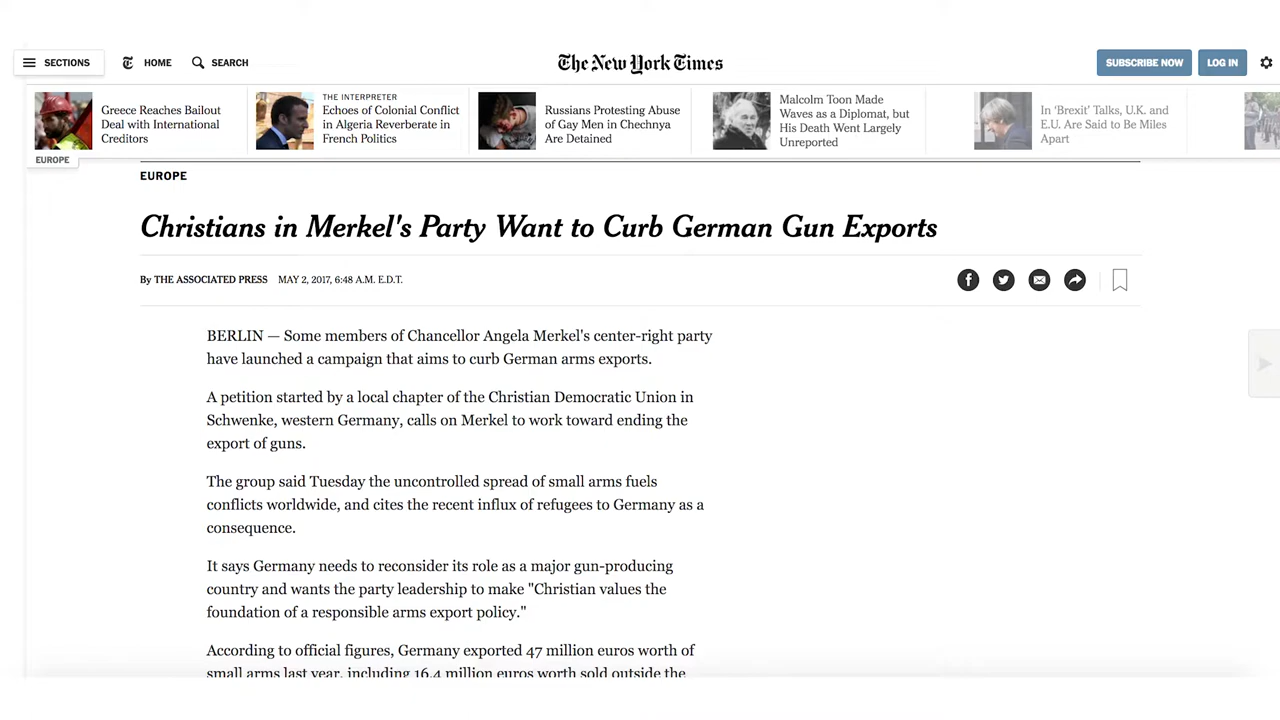 SECTIONS
HOME
SEARCH
The New York Times
SUBSCRIBE NOW
LOG IN
Greece Reaches Bailout
Deal with International
Creditors
THE INTERPRETER
Echoes of Colonial Conflict
in Algeria Reverberate in
French Politics
Russians Protesting Abuse
of Gay Men in Chechnya
Are Detained
Malcolm Toon Made
Waves as a Diplomat, but
His Death Went Largely
Unreported
In ‘Brexit’ Talks, U.K. and
E.U. Are Said to Be Miles
Apart
EUROPE
EUROPE
Christians in Merkel's Party Want to Curb German Gun Exports
By THE ASSOCIATED PRESS MAY 2, 2017, 6:48 A.M. E.D.T.
BERLIN — Some members of Chancellor Angela Merkel's center-right party
have launched a campaign that aims to curb German arms exports.
A petition started by a local chapter of the Christian Democratic Union in
Schwenke, western Germany, calls on Merkel to work toward ending the
export of guns.
The group said Tuesday the uncontrolled spread of small arms fuels
conflicts worldwide, and cites the recent influx of refugees to Germany as a
consequence.
It says Germany needs to reconsider its role as a major gun-producing
country and wants the party leadership to make "Christian values the
foundation of a responsible arms export policy."
According to official figures, Germany exported 47 million euros worth of
small arms last year, including 16.4 million euros worth sold outside the